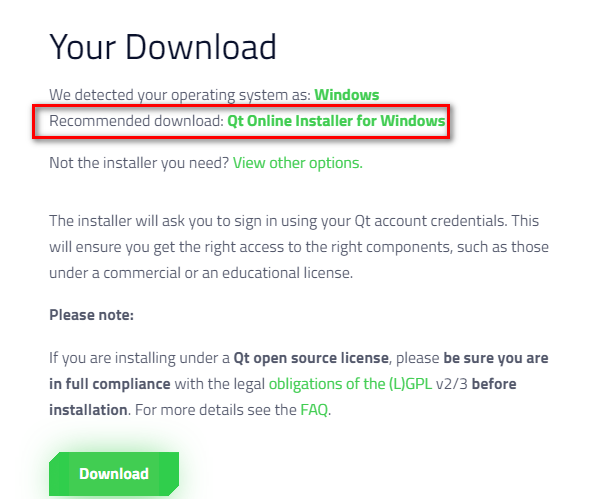 Your Download
We detected your operating system as: Windows
Recommended download: Qt Online Installer for Windows
Not the installer you need? View other options.
The installer will ask you to sign in using your Qt account credentials. This
will ensure you get the right access to the right components, such as those
under a commercial or an educational license.
Please note:
If you are installing under a Qt open source license, please be sure you are
in full compliance with the legal obligations of the (L)GPL v2/3 before
installation. For more details see the FAQ.
Download